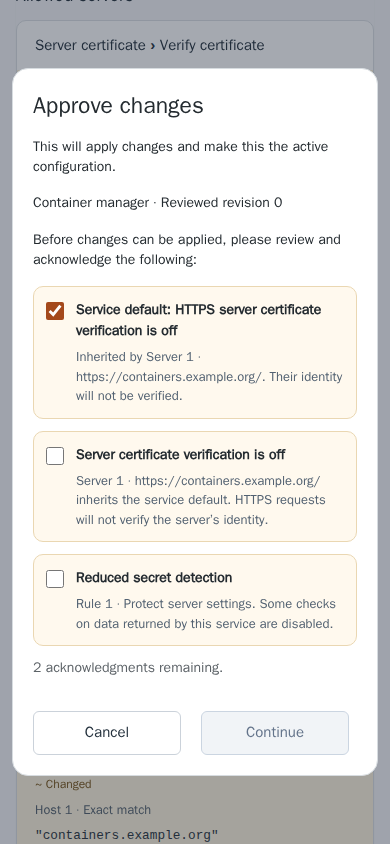 Server certificate › Verify certificate
Approve changes
This will apply changes and make this the active
configuration.
Container manager · Reviewed revision 0
Before changes can be applied, please review and
acknowledge the following:
Service default: HTTPS server certificate
verification is off
Inherited by Server 1 ·
https://containers.example.org/. Their identity
will not be verified.
Server certificate verification is off
Server 1 · https://containers.example.org/
inherits the service default. HTTPS requests
will not verify the server's identity.
Reduced secret detection
Rule 1 · Protect server settings. Some checks
on data returned by this service are disabled.
2 acknowledgments remaining.
Cancel
Continue
~ Changed
Host 1 · Exact match
"containers.example.org"